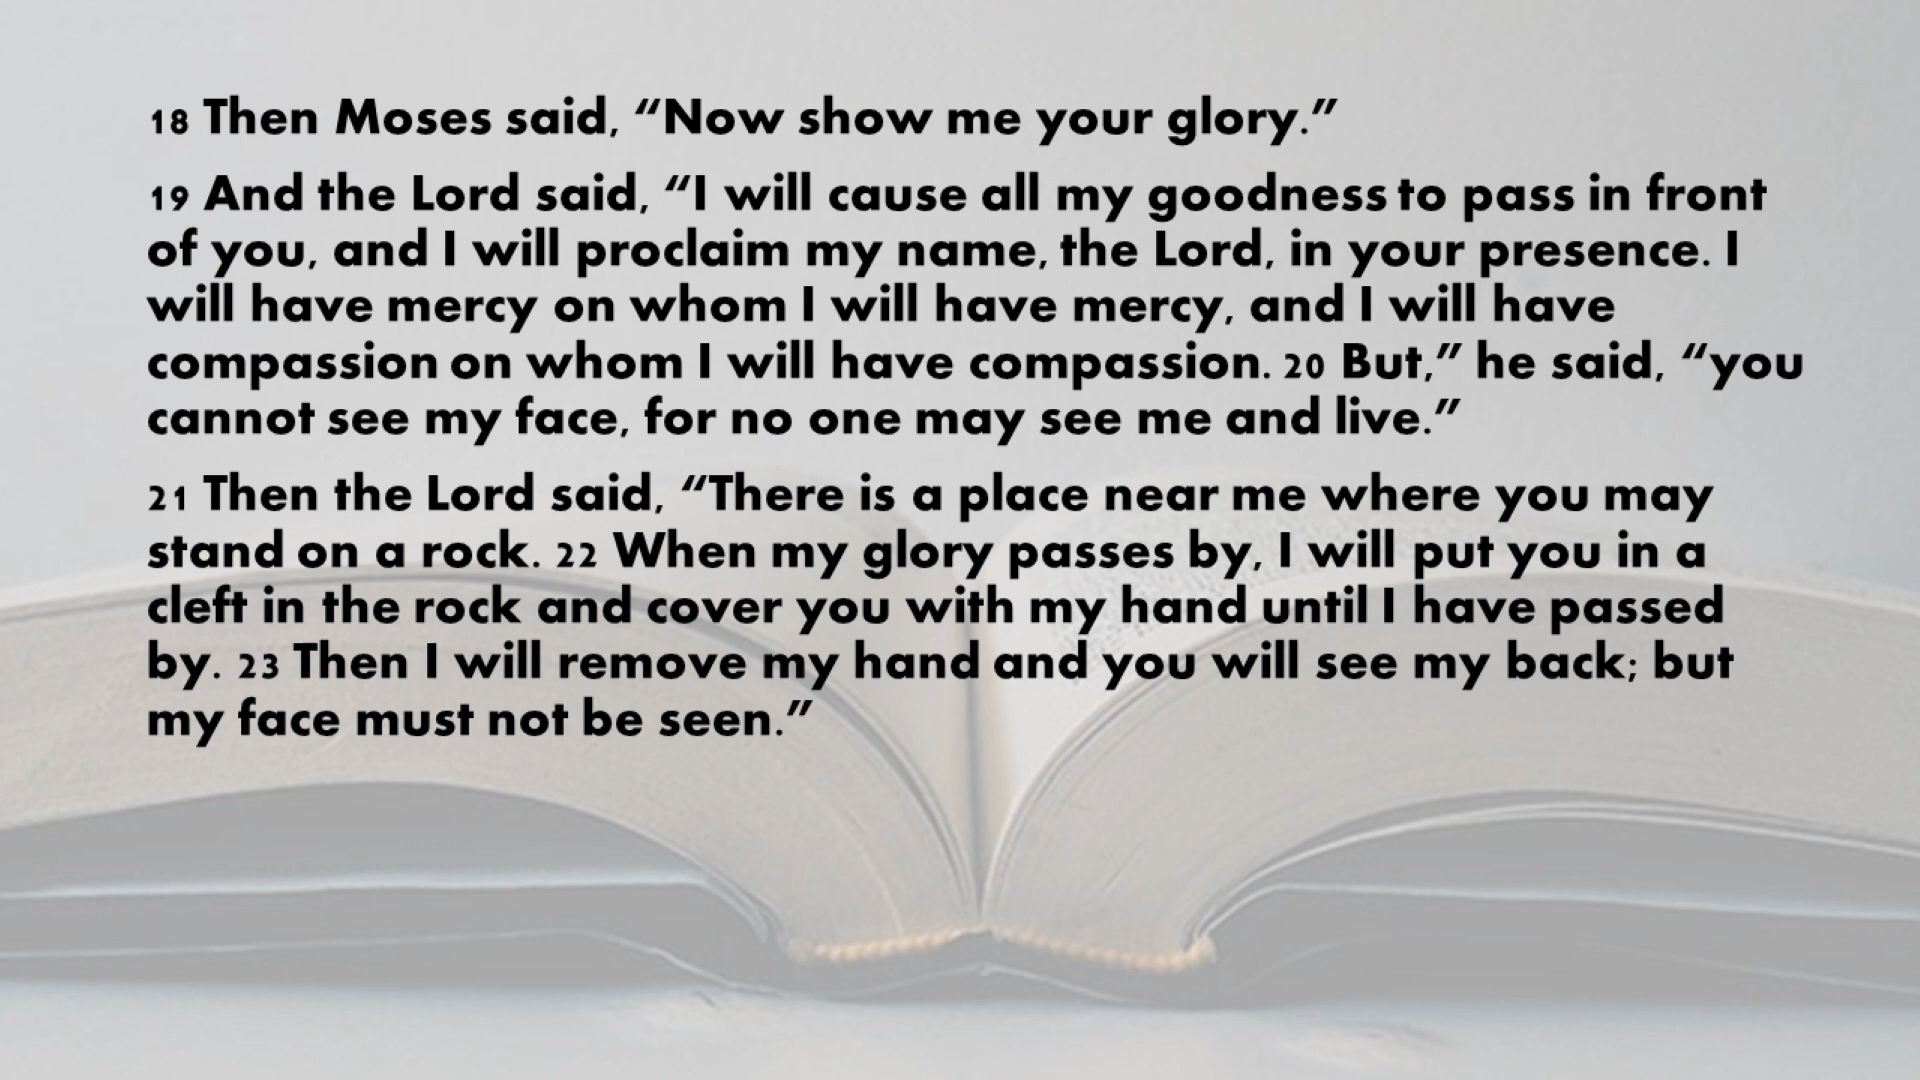 18 Then Moses said, “Now show me your glory.”
19 And the Lord said, “I will cause all my goodness to pass in front
of you, and I will proclaim my name, the Lord, in your presence. I
will have mercy on whom I will have mercy, and I will have
compassion on whom I will have compassion. 20 But,” he said, “you
cannot see my face, for no one may see me and live.”
21 Then the Lord said, “There is a place near me where you may
stand on a rock. 22 When my glory passes by, I will put you in a
cleft in the rock and cover you with my hand until I have passed
by. 23 Then I will remove my hand and you will see my back; but
my face must not be seen.”